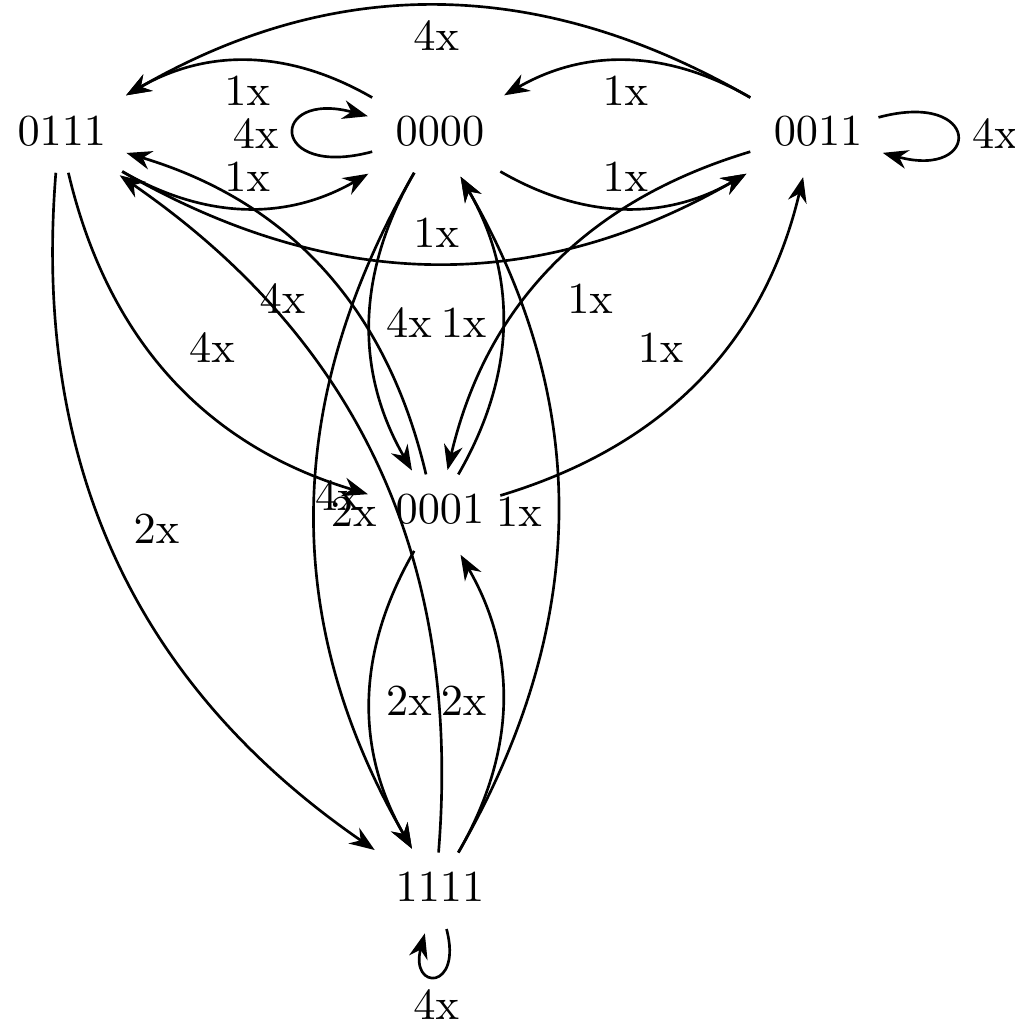 4x
1x 1x
0111 4x 0000 0011 4x
1x 1x
1x
4x 1x
4x 1x
4x 1x
4x
2x 0001 1x
2x
2x 2x
1111
4x